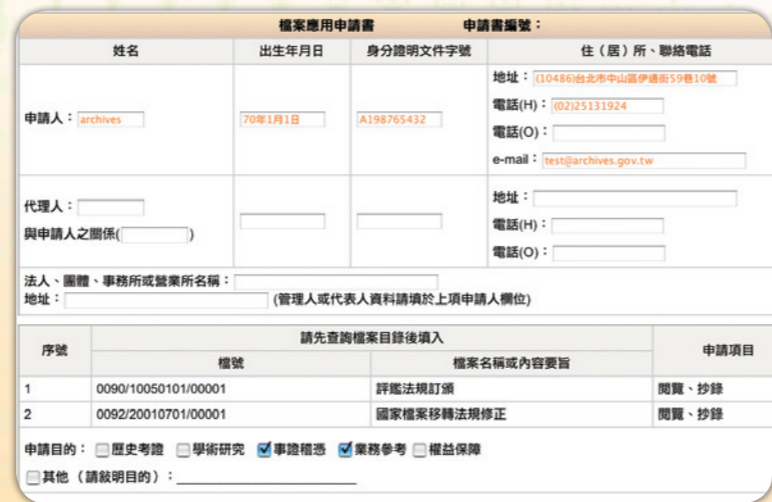 檔案應用申請書 申請書編號：
姓名 出生年月日 身分證明文件字號 住（居）所、聯絡電話
申請人： archives 70年1月1日 A198765432
地址： (10486)台北市中山區伊通街59巷10號
電話(H)： (02)25131924
電話(O)：
e-mail： test@archives.gov.tw
代理人：
與申請人之關係( )
地址：
電話(H)：
電話(O)：
法人、團體、事務所或營業所名稱：
地址： (管理人或代表人資料請填於上項申請人欄位)
序號 請先查詢檔案目錄後填入 申請項目
檔號 檔案名稱或內容要旨
1 0090/10050101/00001 評鑑法規訂頒 閱覽、抄錄
2 0092/20010701/00001 國家檔案移轉法規修正 閱覽、抄錄
申請目的： 歷史考證 學術研究 事證稽憑 業務參考 權益保障
其他（請敘明目的）：